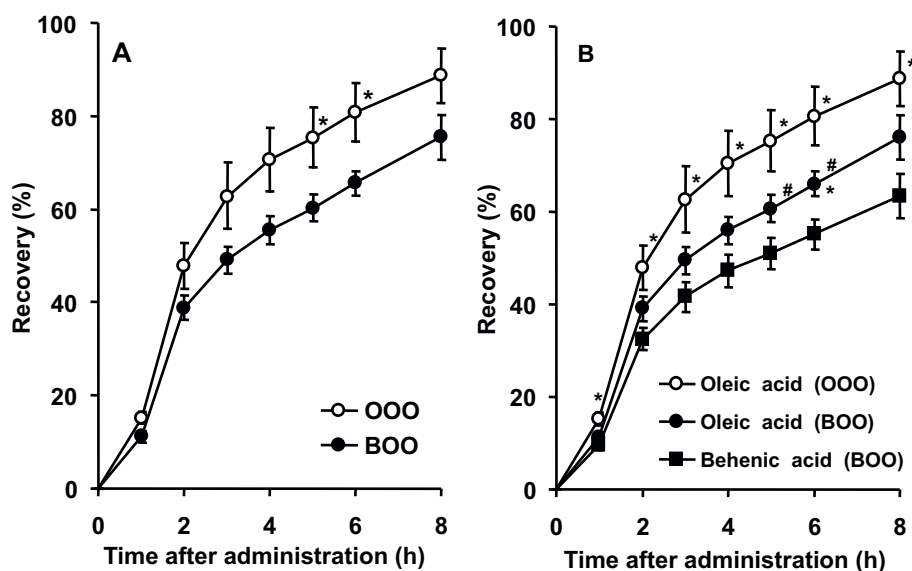 A
Recovery (%)
100
80
60
40
20
0
* *
OOO
BOO
0 2 4 6 8
Time after administration (h)
B
Recovery (%)
100
80
60
40
20
0
* * * * * * *
# #
*
Oleic acid (OOO)
Oleic acid (BOO)
Behenic acid (BOO)
0 2 4 6 8
Time after administration (h)